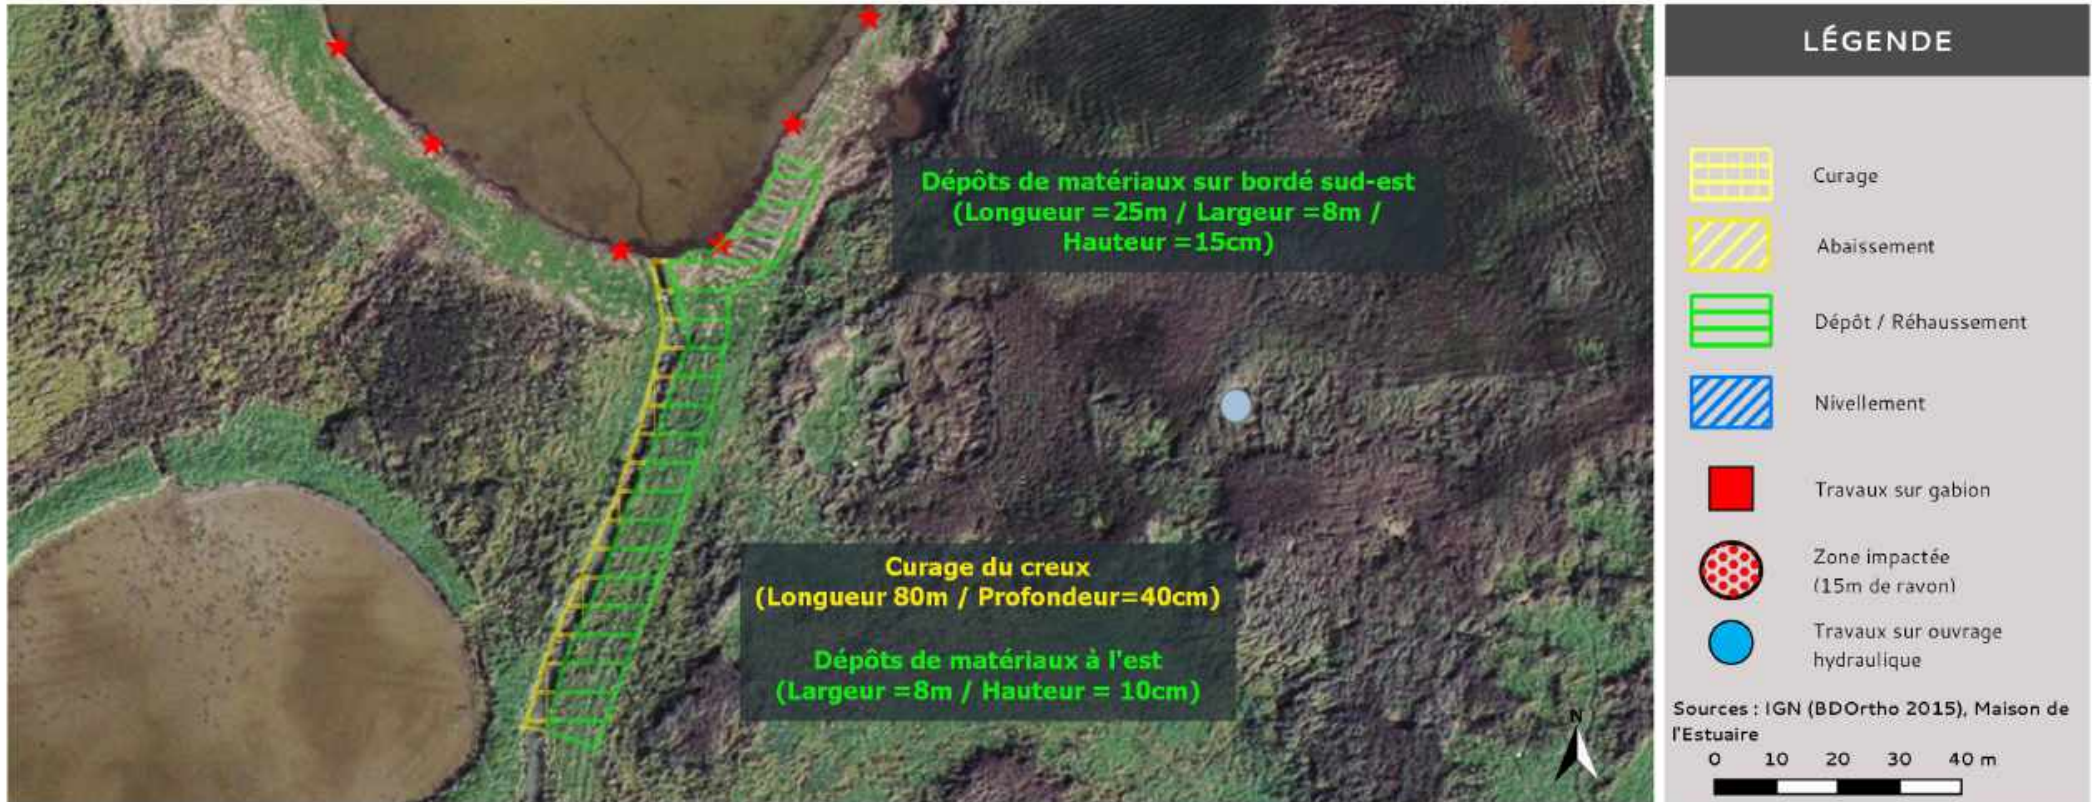 Dépôts de matériaux sur bordé sud-est
(Longueur =25m / Largeur =8m /
Hauteur =15cm)
Curage du creux
(Longueur 80m / Profondeur=40cm)
Dépôts de matériaux à l'est
(Largeur =8m / Hauteur = 10cm)
N
LÉGENDE
Curage
Abaissement
Dépôt / Réhaussement
Nivellement
Travaux sur gabion
Zone impactée
(15m de rayon)
Travaux sur ouvrage
hydraulique
Sources : IGN (BDOrtho 2015), Maison de
l'Estuaire
0 10 20 30 40 m